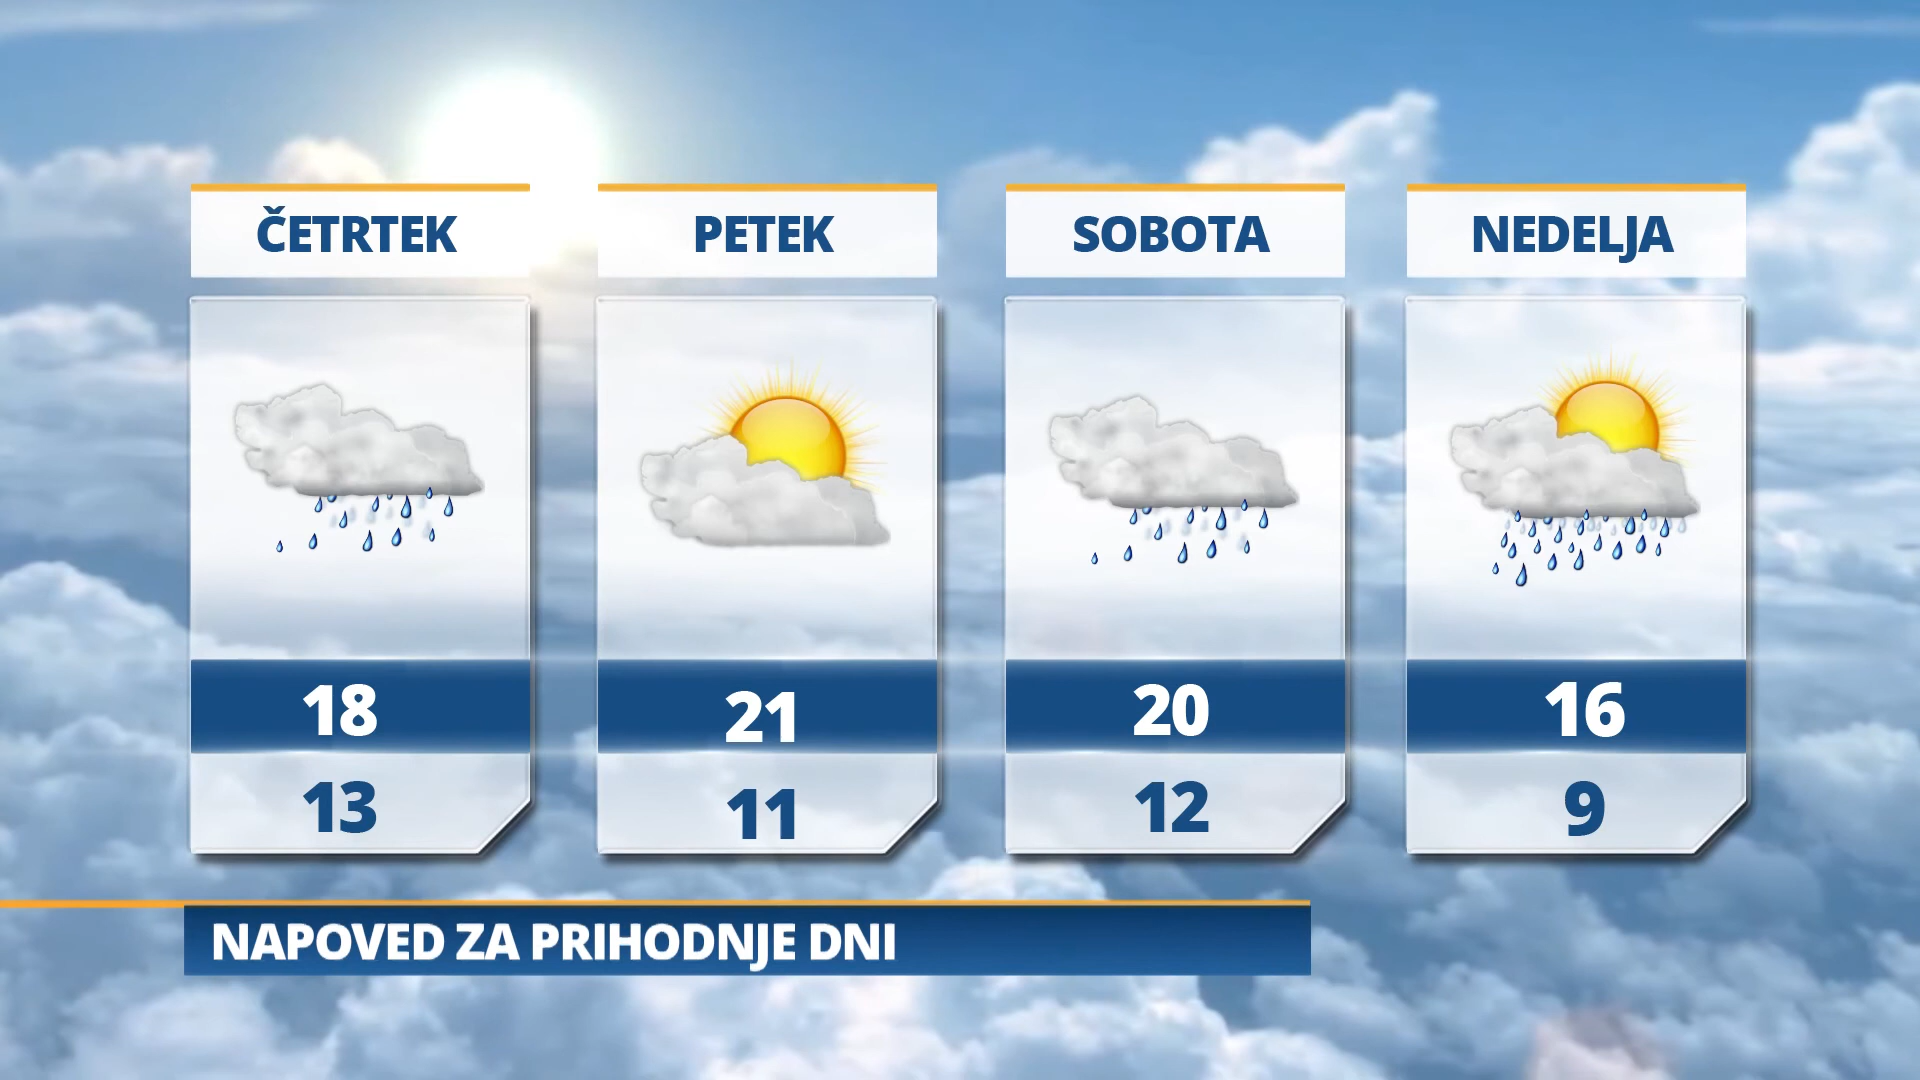 ČETRTEK
PETEK
SOBOTA
NEDELJA
18
21
20
16
13
11
12
9
NAPOVED ZA PRIHODNJE DNI